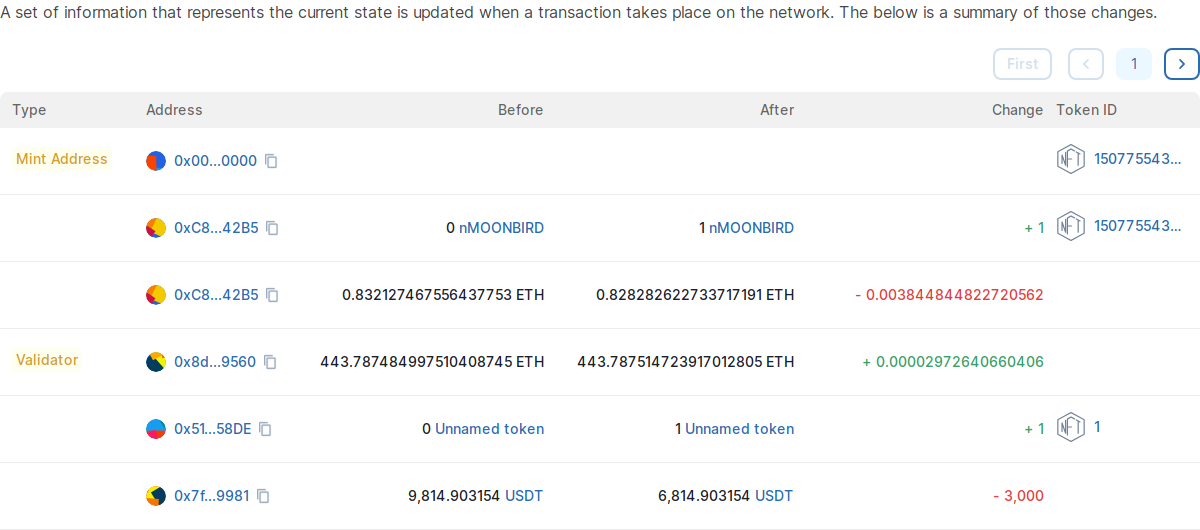 A set of information that represents the current state is updated when a transaction takes place on the network. The below is a summary of those changes.
First 1
Type Address Before After Change Token ID
Mint Address 0x00...0000 NFT 150775543...
0xC8...42B5 0 nMOONBIRD 1 nMOONBIRD + 1 NFT 150775543...
0xC8...42B5 0.832127467556437753 ETH 0.828282622733717191 ETH - 0.003844844822720562
Validator 0x8d...9560 443.787484997510408745 ETH 443.787514723917012805 ETH + 0.00002972640660406
0x51...58DE 0 Unnamed token 1 Unnamed token + 1 NFT 1
0x7f...9981 9,814.903154 USDT 6,814.903154 USDT - 3,000